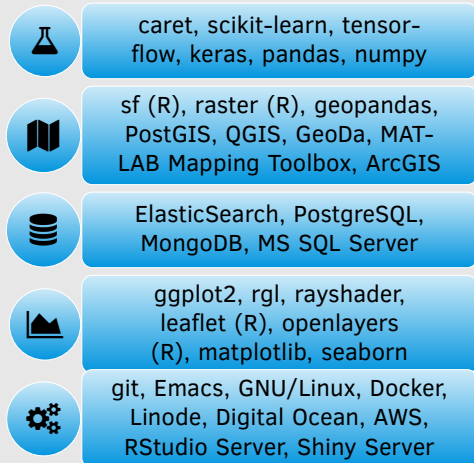 caret, scikit-learn, tensor-
flow, keras, pandas, numpy
sf (R), raster (R), geopandas,
PostGIS, QGIS, GeoDa, MAT-
LAB Mapping Toolbox, ArcGIS
ElasticSearch, PostgreSQL,
MongoDB, MS SQL Server
ggplot2, rgl, rayshader,
leaflet (R), openlayers
(R), matplotlib, seaborn
git, Emacs, GNU/Linux, Docker,
Linode, Digital Ocean, AWS,
RStudio Server, Shiny Server